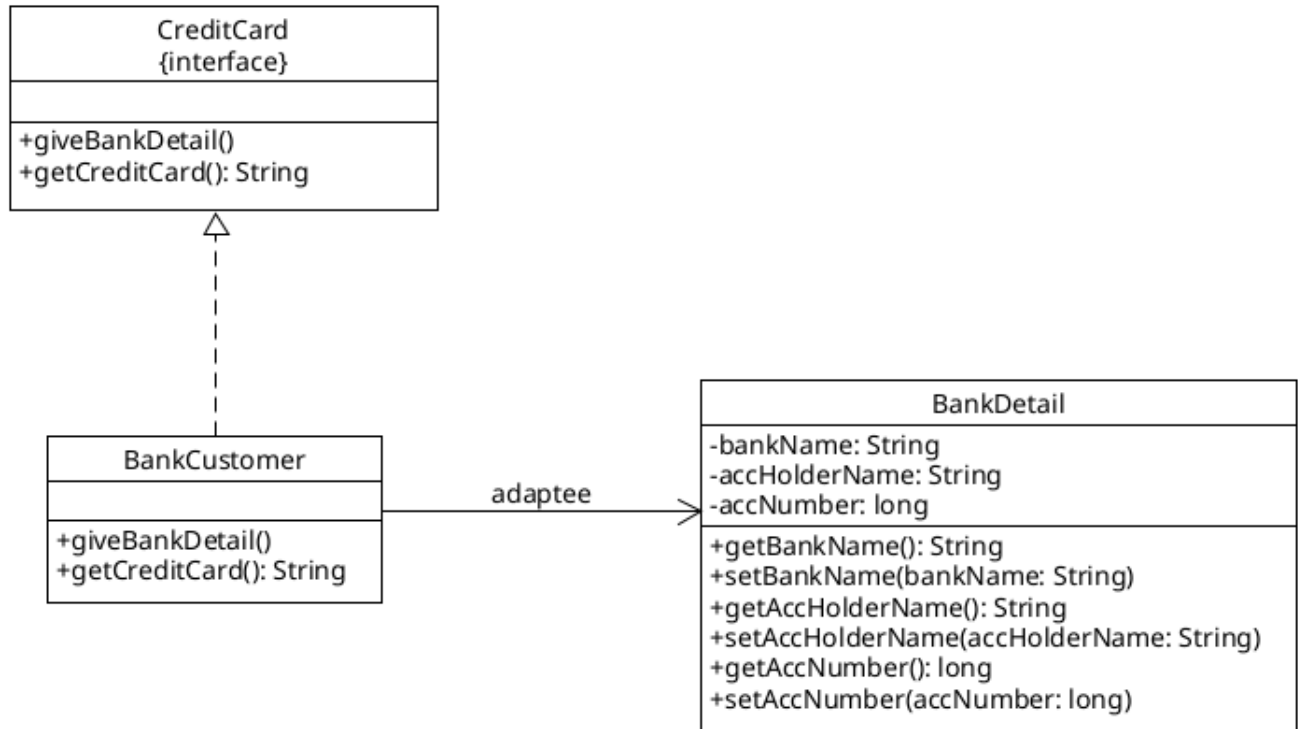 CreditCard
{interface}
+giveBankDetail()
+getCreditCard(): String
BankCustomer
+giveBankDetail()
+getCreditCard(): String
adaptee
BankDetail
-bankName: String
-accHolderName: String
-accNumber: long
+getBankName(): String
+setBankName(bankName: String)
+getAccHolderName(): String
+setAccHolderName(accHolderName: String)
+getAccNumber(): long
+setAccNumber(accNumber: long)